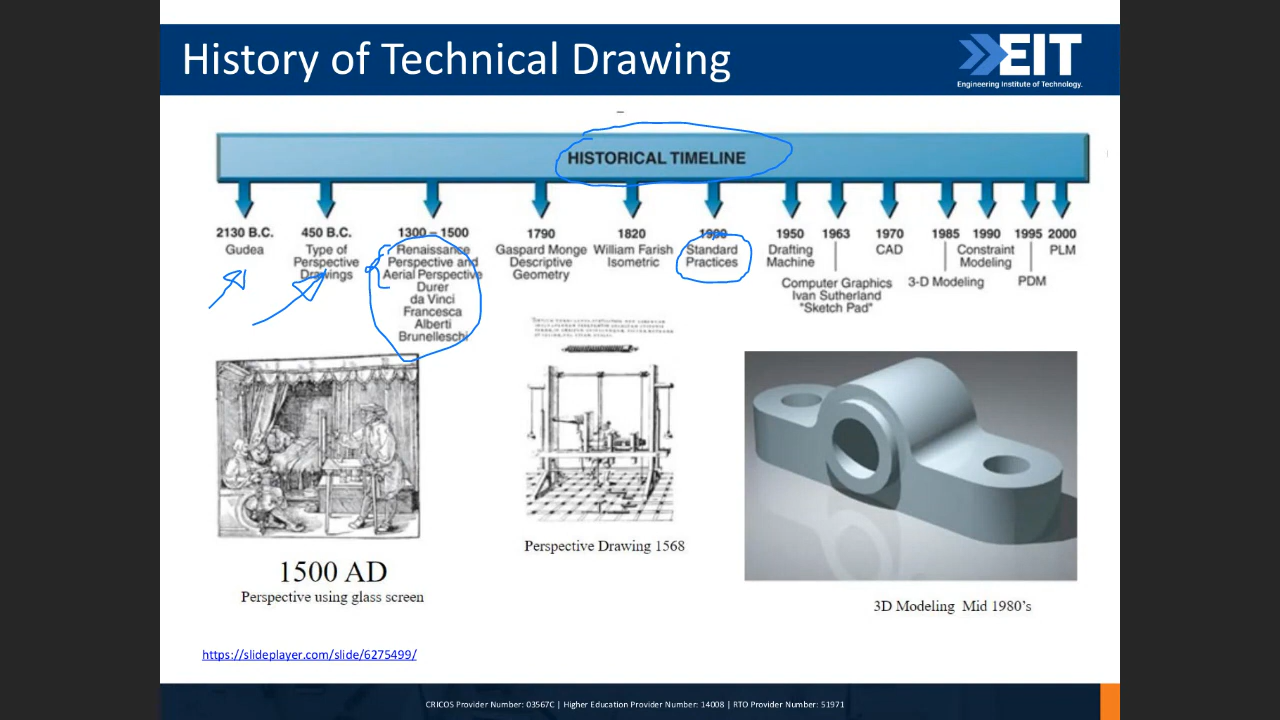 History of Technical Drawing
EIT
Engineering Institute of Technology.
HISTORICAL TIMELINE
2130 B.C.
Gudea
450 B.C.
Type of
Perspective
Drawings
1300 – 1500
Renaissance
Perspective and
Aerial Perspective
Durer
da Vinci
Francesca
Alberti
Brunelleschi
1790
Gaspard Monge
Descriptive
Geometry
1820
William Farish
Isometric
1900
Standard
Practices
1950
Drafting
Machine
1963
Computer Graphics
Ivan Sutherland
"Sketch Pad"
1970
CAD
1985
3-D Modeling
1990
Constraint
Modeling
1995
PDM
2000
PLM
1500 AD
Perspective using glass screen
Perspective Drawing 1568
3D Modeling Mid 1980's
https://slideplayer.com/slide/6275499/
CRICOS Provider Number: 03567C | Higher Education Provider Number: 14008 | RTO Provider Number: 51971